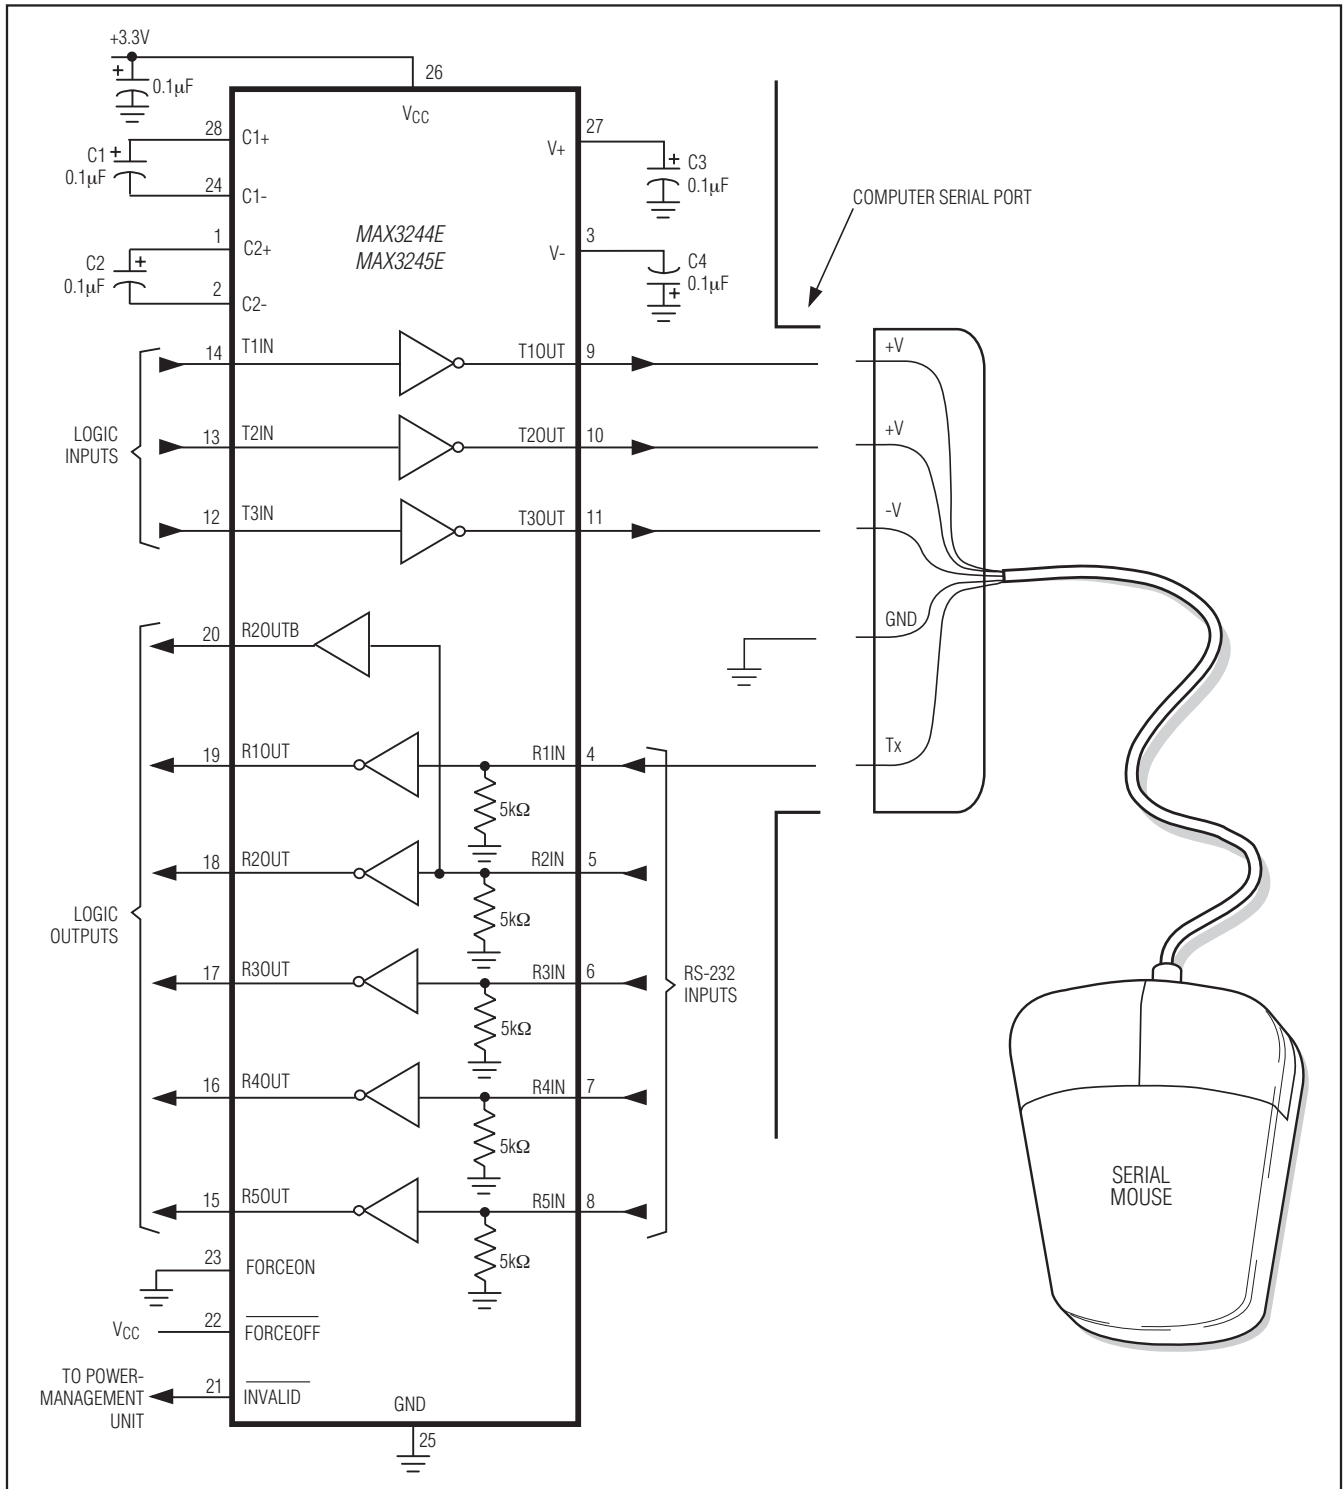 +3.3V
26
0.1μF
VCC
28
C1+
27
V+
C1
+
0.1μF
C3
+
0.1μF
24
C1-
COMPUTER SERIAL PORT
MAX3244E
MAX3245E
1
C2+
3
V-
C2
+
0.1μF
C4
0.1μF
+
2
C2-
14
T1IN
T1OUT
9
+V
LOGIC
INPUTS
13
T2IN
T2OUT
10
+V
12
T3IN
T3OUT
11
-V
20
R2OUTB
GND
19
R1OUT
R1IN
4
Tx
5kΩ
18
R2OUT
R2IN
5
5kΩ
LOGIC
OUTPUTS
17
R3OUT
R3IN
6
RS-232
INPUTS
5kΩ
16
R4OUT
R4IN
7
5kΩ
SERIAL
MOUSE
15
R5OUT
R5IN
8
5kΩ
23
FORCEON
VCC
22
FORCEOFF
TO POWER-
MANAGEMENT
UNIT
21
INVALID
GND
25
+